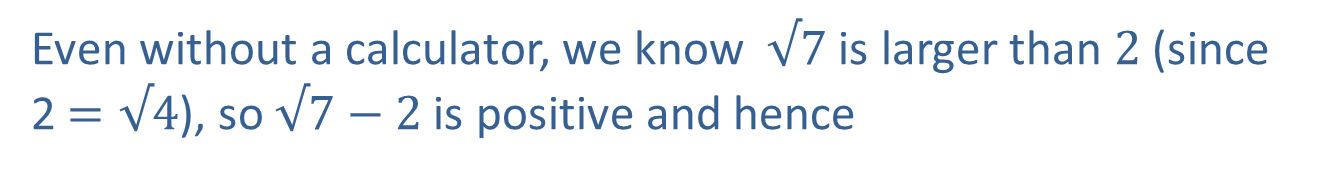 Even without a calculator, we know √7 is larger than 2 (since
2 = √4), so √7 − 2 is positive and hence